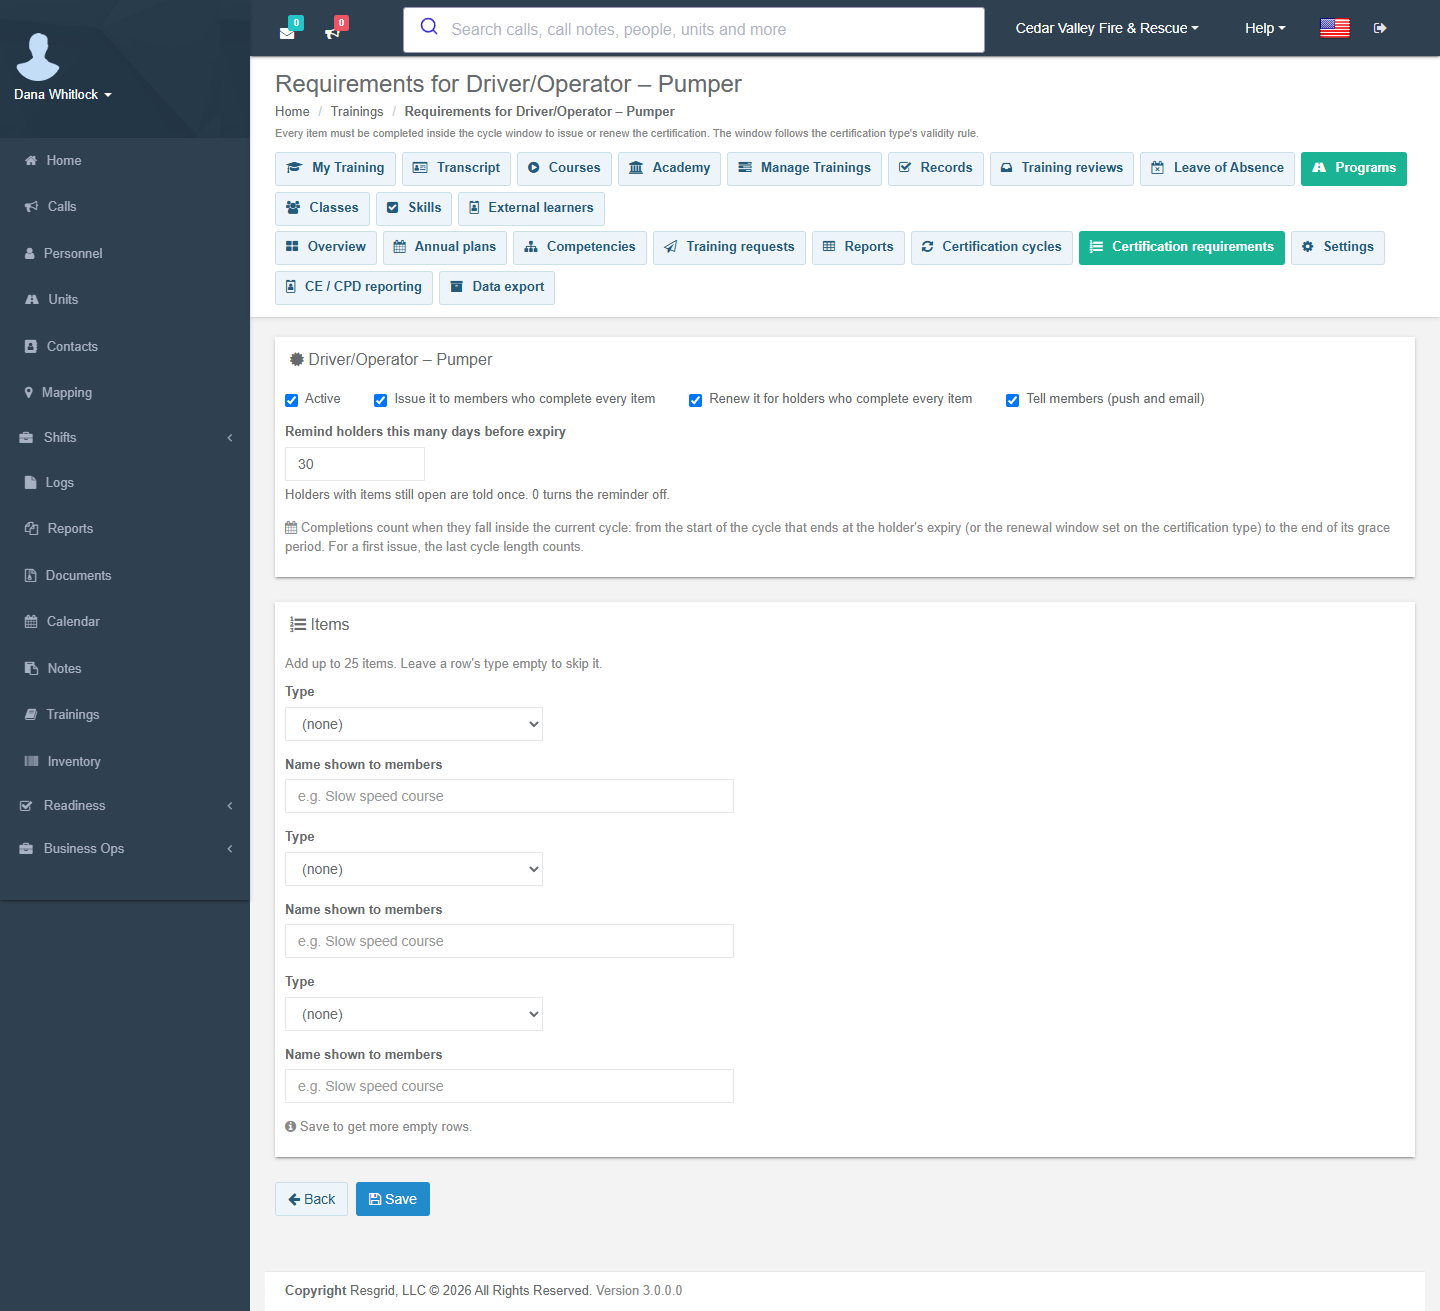 0
0
Search calls, call notes, people, units and more
Cedar Valley Fire & Rescue
Help
Dana Whitlock
Home
Calls
Personnel
Units
Contacts
Mapping
Shifts
Logs
Reports
Documents
Calendar
Notes
Trainings
Inventory
Readiness
Business Ops
Requirements for Driver/Operator – Pumper
Home / Trainings / Requirements for Driver/Operator – Pumper
Every item must be completed inside the cycle window to issue or renew the certification. The window follows the certification type's validity rule.
My Training Transcript Courses Academy Manage Trainings Records Training reviews Leave of Absence Programs
Classes Skills External learners
Overview Annual plans Competencies Training requests Reports Certification cycles Certification requirements Settings
CE / CPD reporting Data export
Driver/Operator – Pumper
Active Issue it to members who complete every item Renew it for holders who complete every item Tell members (push and email)
Remind holders this many days before expiry
30
Holders with items still open are told once. 0 turns the reminder off.
Completions count when they fall inside the current cycle: from the start of the cycle that ends at the holder's expiry (or the renewal window set on the certification type) to the end of its grace
period. For a first issue, the last cycle length counts.
Items
Add up to 25 items. Leave a row's type empty to skip it.
Type
(none)
Name shown to members
e.g. Slow speed course
Type
(none)
Name shown to members
e.g. Slow speed course
Type
(none)
Name shown to members
e.g. Slow speed course
Save to get more empty rows.
Back Save
Copyright Resgrid, LLC © 2026 All Rights Reserved. Version 3.0.0.0